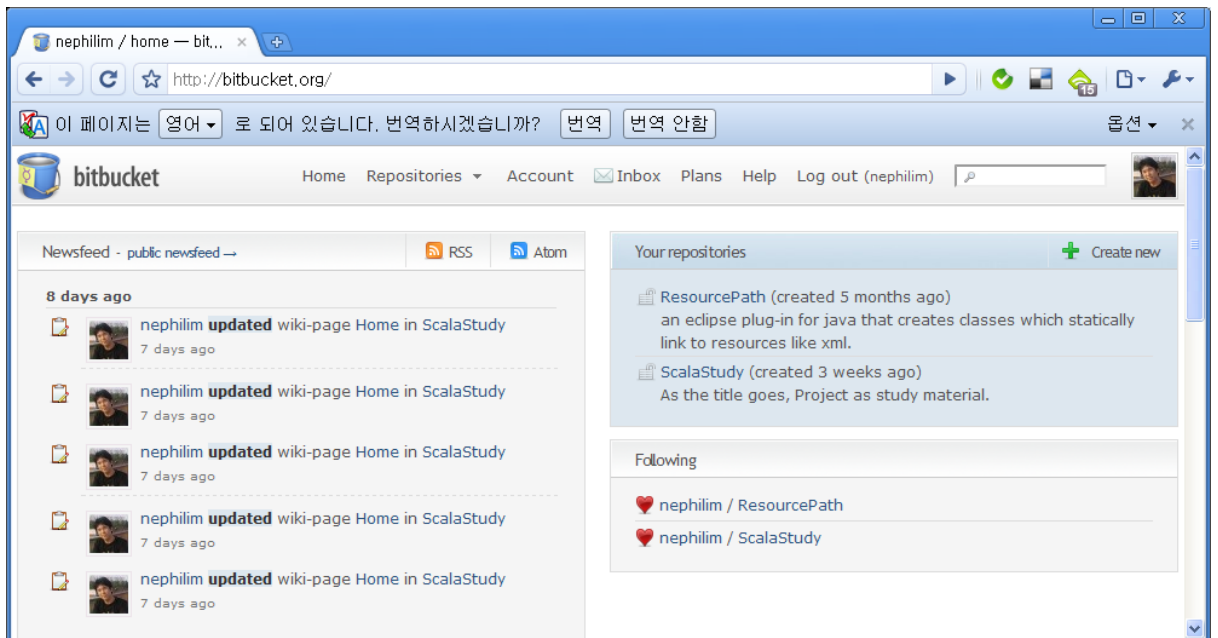 nephilim / home — bit...
http://bitbucket.org/
15
이 페이지는 영어 로 되어 있습니다. 번역하시겠습니까? 번역 번역 안함 옵션
bitbucket Home Repositories Account Inbox Plans Help Log out (nephilim)
Newsfeed - public newsfeed → RSS Atom
8 days ago
nephilim updated wiki-page Home in ScalaStudy
7 days ago
nephilim updated wiki-page Home in ScalaStudy
7 days ago
nephilim updated wiki-page Home in ScalaStudy
7 days ago
nephilim updated wiki-page Home in ScalaStudy
7 days ago
nephilim updated wiki-page Home in ScalaStudy
7 days ago
Your repositories Create new
ResourcePath (created 5 months ago)
an eclipse plug-in for java that creates classes which statically
link to resources like xml.
ScalaStudy (created 3 weeks ago)
As the title goes, Project as study material.
Following
nephilim / ResourcePath
nephilim / ScalaStudy